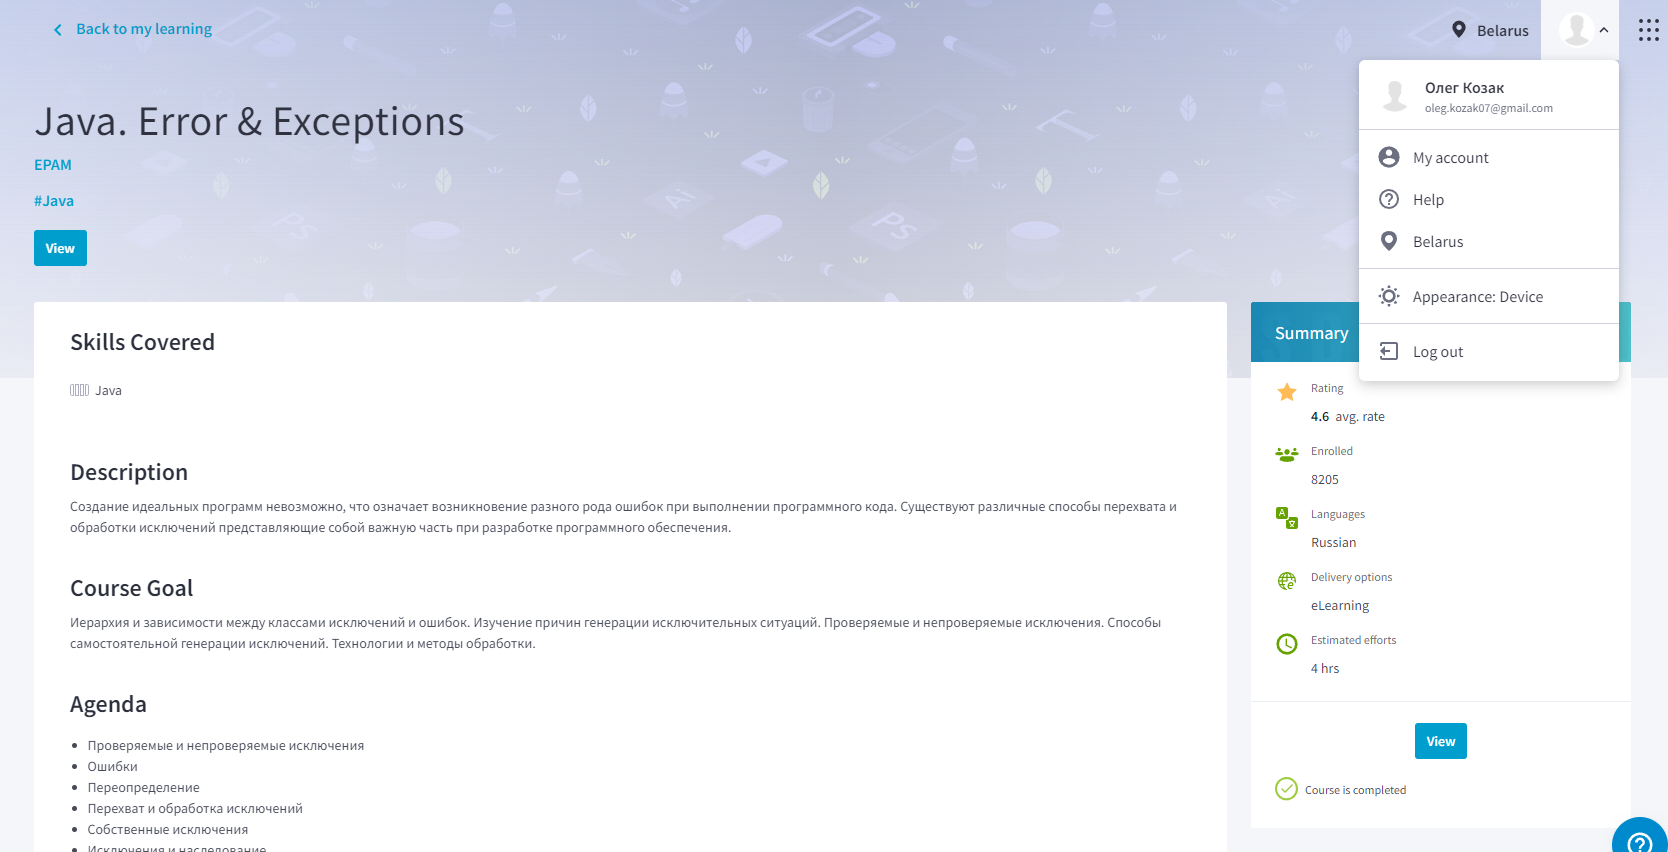 Back to my learning
Belarus
Java. Error & Exceptions
EPAM
#Java
View
Олег Козак
oleg.kozak07@gmail.com
My account
Help
Belarus
Appearance: Device
Log out
Skills Covered
Java
Description
Создание идеальных программ невозможно, что означает возникновение разного рода ошибок при выполнении программного кода. Существуют различные способы перехвата и
обработки исключений представляющие собой важную часть при разработке программного обеспечения.
Course Goal
Иерархия и зависимости между классами исключений и ошибок. Изучение причин генерации исключительных ситуаций. Проверяемые и непроверяемые исключения. Способы
самостоятельной генерации исключений. Технологии и методы обработки.
Agenda
Проверяемые и непроверяемые исключения
Ошибки
Переопределение
Перехват и обработка исключений
Собственные исключения
Исключения и наследование
Summary
Rating
4.6 avg. rate
Enrolled
8205
Languages
Russian
Delivery options
eLearning
Estimated efforts
4 hrs
View
Course is completed